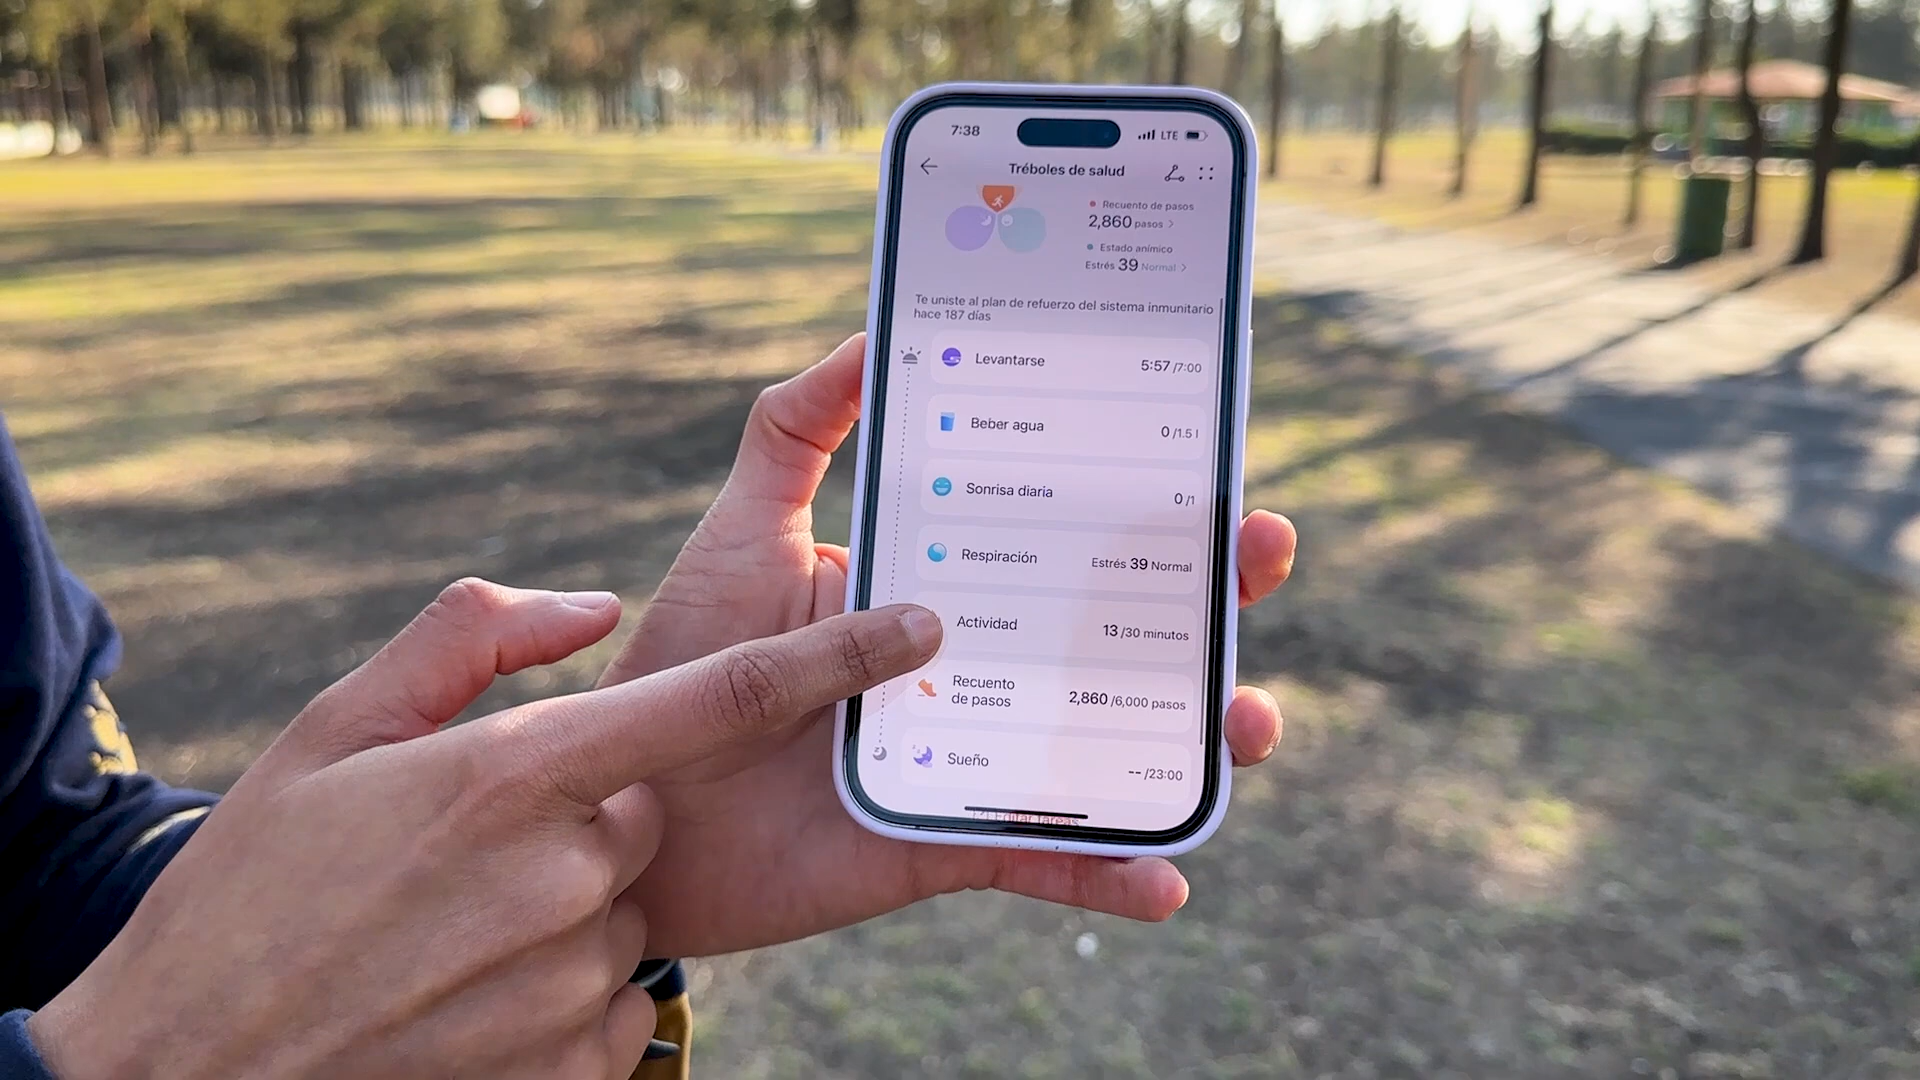 7:38
LTE
Tréboles de salud
Recuento de pasos
2,860 pasos >
Estado anímico
Estrés 39 Normal >
Te uniste al plan de refuerzo del sistema inmunitario
hace 187 días
Levantarse
5:57 /7:00
Beber agua
0 /1.5 l
Sonrisa diaria
0 /1
Respiración
Estrés 39 Normal
Actividad
13 /30 minutos
Recuento
de pasos
2,860 /6,000 pasos
Sueño
-- /23:00
Editar tareas